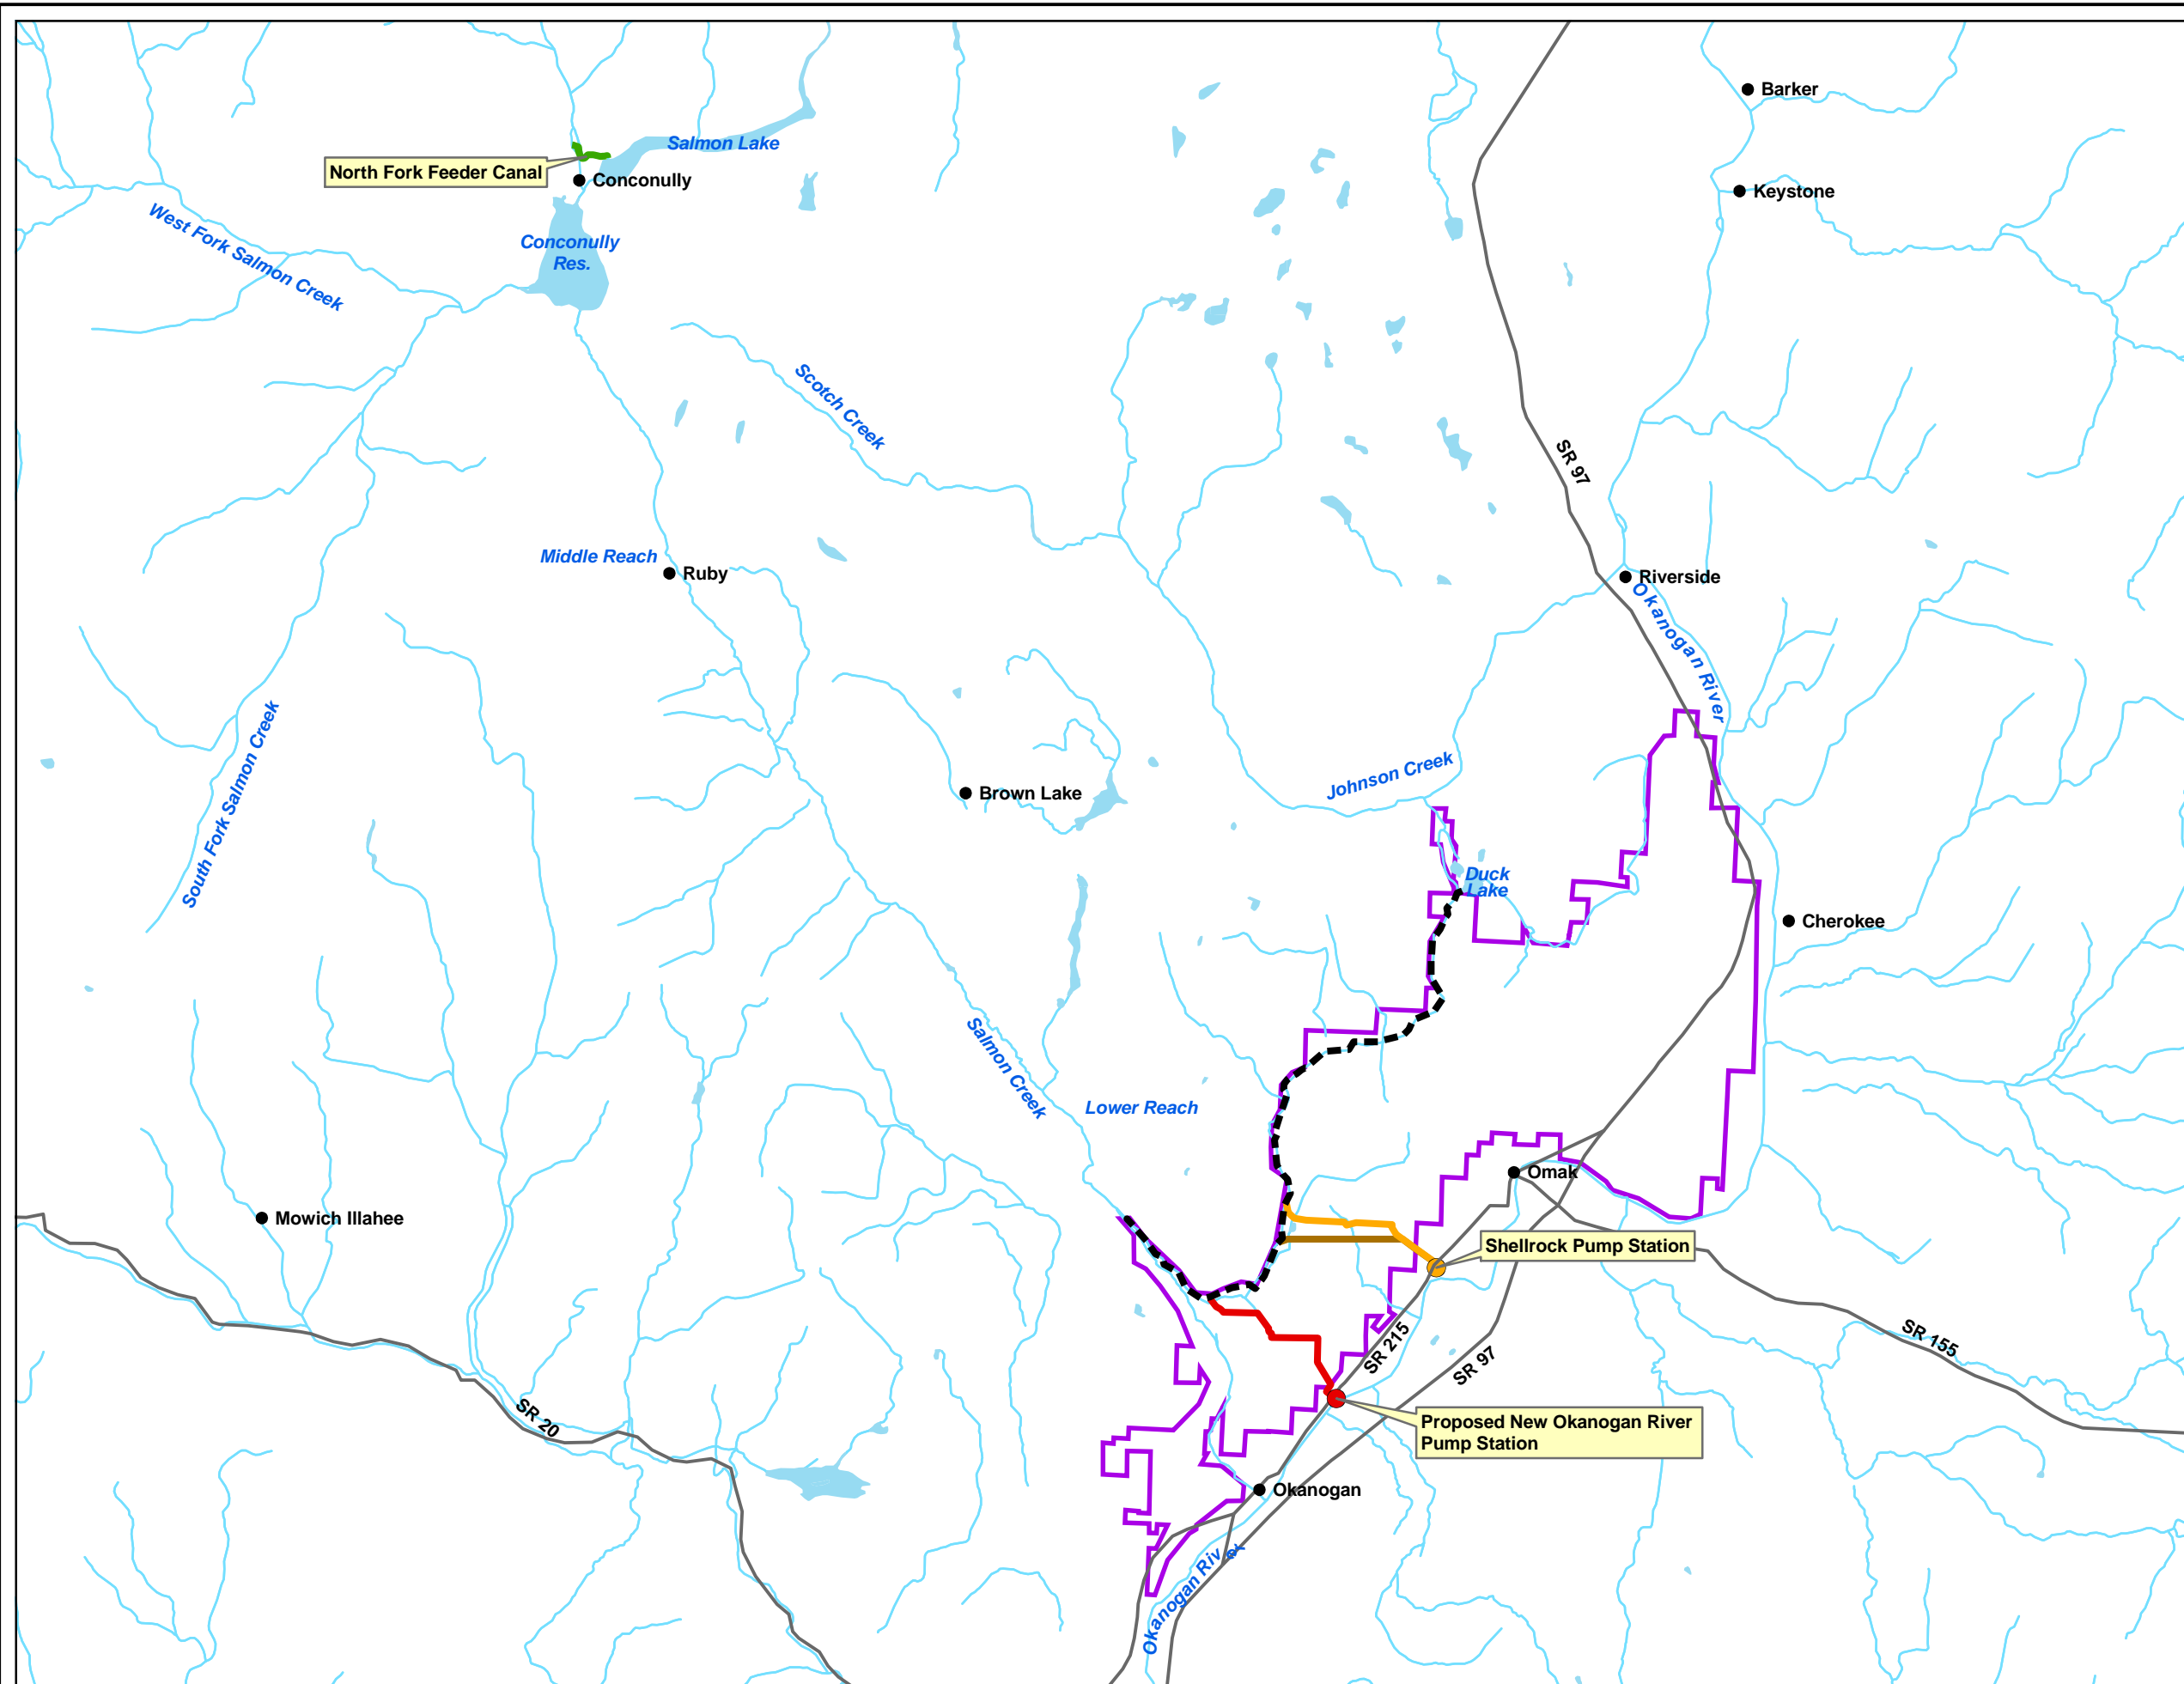 Barker
Salmon Lake
North Fork Feeder Canal
Conconully
Keystone
West Fork Salmon Creek
Conconully
Res.
Scotch Creek
SR 97
Middle Reach
Ruby
Riverside
Okanogan River
South Fork Salmon Creek
Johnson Creek
Brown Lake
Duck
Lake
Cherokee
Salmon Creek
Lower Reach
Omak
Mowich Illahee
Shellrock Pump Station
SR 215
SR 97
SR 155
SR 20
Proposed New Okanogan River
Pump Station
Okanogan
Okanogan River